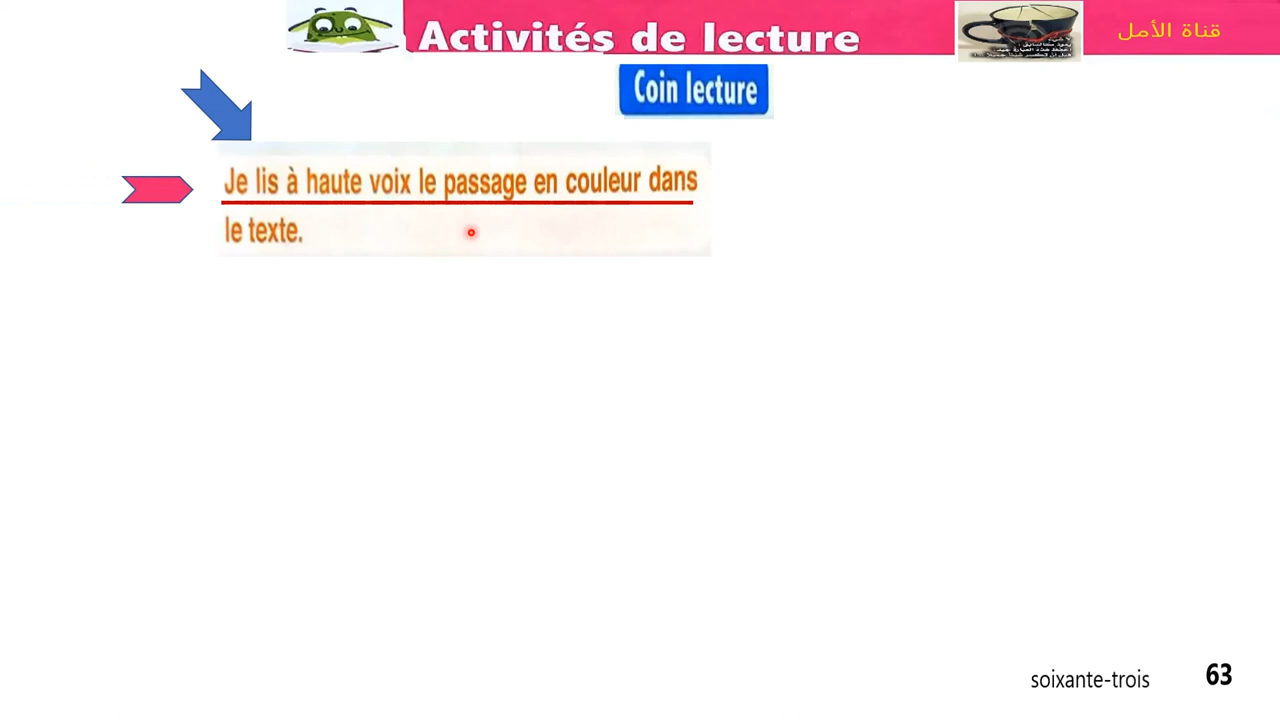 Activités de lecture
قناة الأمل
Coin lecture
Je lis à haute voix le passage en couleur dans
le texte.
soixante-trois 63